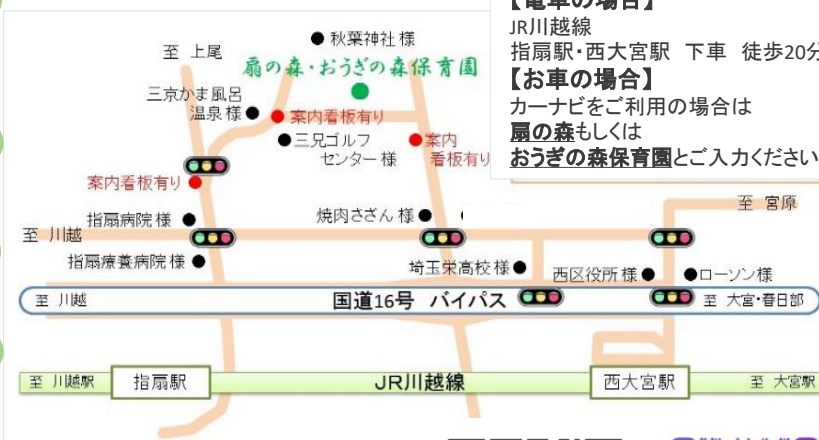 【電車の場合】
JR川越線
指扇駅・西大宮駅 下車 徒歩20分
【お車の場合】
カーナビをご利用の場合は
扇の森もしくは
おうぎの森保育園とご入力ください
至 上尾
秋葉神社様
扇の森・おうぎの森保育園
三京かま風呂
温泉様
案内看板有り
三兄ゴルフ
センター様
案内
看板有り
案内看板有り
指扇病院様
焼肉さざん様
至 宮原
至 川越
指扇療養病院様
埼玉栄高校様
西区役所様
ローソン様
至 川越
国道16号 バイパス
至 大宮・春日部
至 川越駅
指扇駅
JR川越線
西大宮駅
至 大宮駅